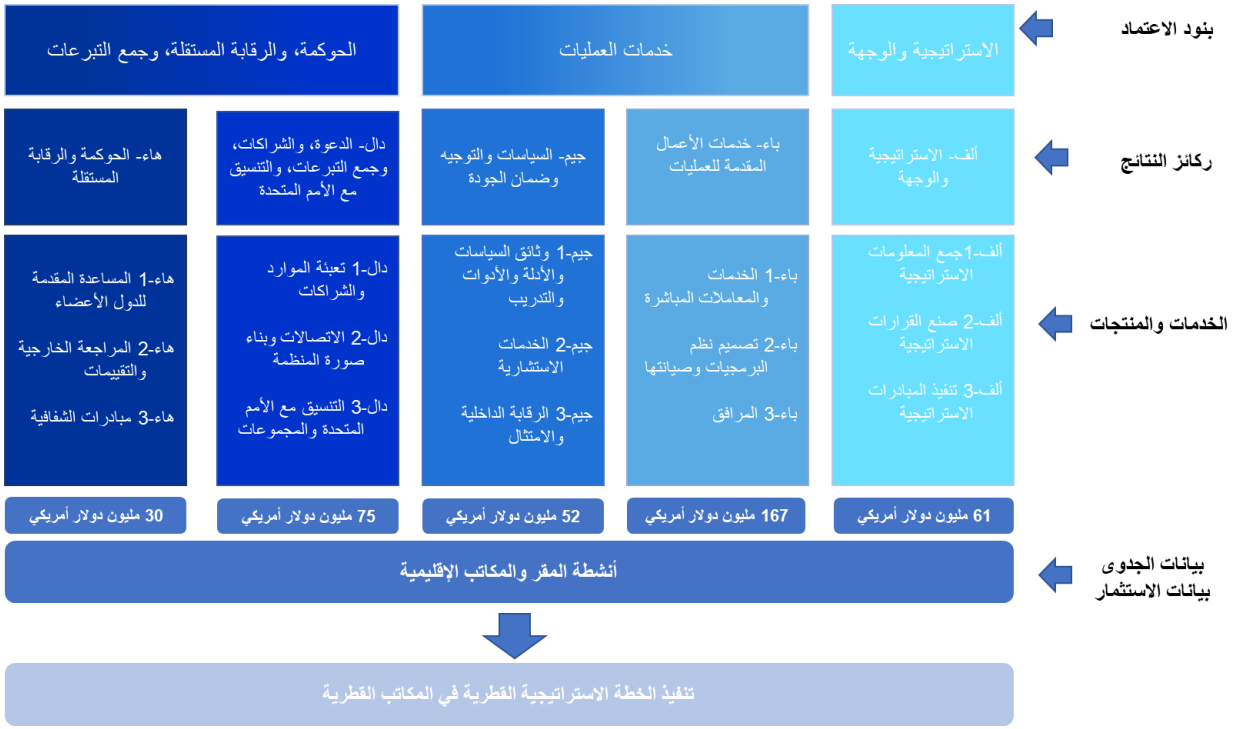 بنود الاعتماد
الاستراتيجية والوجهة
خدمات العمليات
الحوكمة، والرقابة المستقلة، وجمع التبرعات
ركائز النتائج
ألف- الاستراتيجية
والوجهة
باء- خدمات الأعمال
المقدمة للعمليات
جيم- السياسات والتوجيه
وضمان الجودة
دال- الدعوة، والشراكات،
وجمع التبرعات، والتنسيق
مع الأمم المتحدة
هاء- الحوكمة والرقابة
المستقلة
الخدمات والمنتجات
ألف-1جمع المعلومات
الاستراتيجية
ألف-2 صنع القرارات
الاستراتيجية
ألف-3 تنفيذ المبادرات
الاستراتيجية
باء-1 الخدمات
والمعاملات المباشرة
باء-2 تصميم نظم
البرمجيات وصيانتها
باء-3 المرافق
جيم-1 وثائق السياسات
والأدلة والأدوات
والتدريب
جيم-2 الخدمات
الاستشارية
جيم-3 الرقابة الداخلية
والامتثال
دال-1 تعبئة الموارد
والشراكات
دال-2 الاتصالات وبناء
صورة المنظمة
دال-3 التنسيق مع الأمم
المتحدة والمجموعات
هاء-1 المساعدة المقدمة
للدول الأعضاء
هاء-2 المراجعة الخارجية
والتقييمات
هاء-3 مبادرات الشفافية
61 مليون دولار أمريكي
167 مليون دولار أمريكي
52 مليون دولار أمريكي
75 مليون دولار أمريكي
30 مليون دولار أمريكي
بيانات الجدوى
بيانات الاستثمار
أنشطة المقر والمكاتب الإقليمية
تنفيذ الخطة الاستراتيجية القطرية في المكاتب القطرية